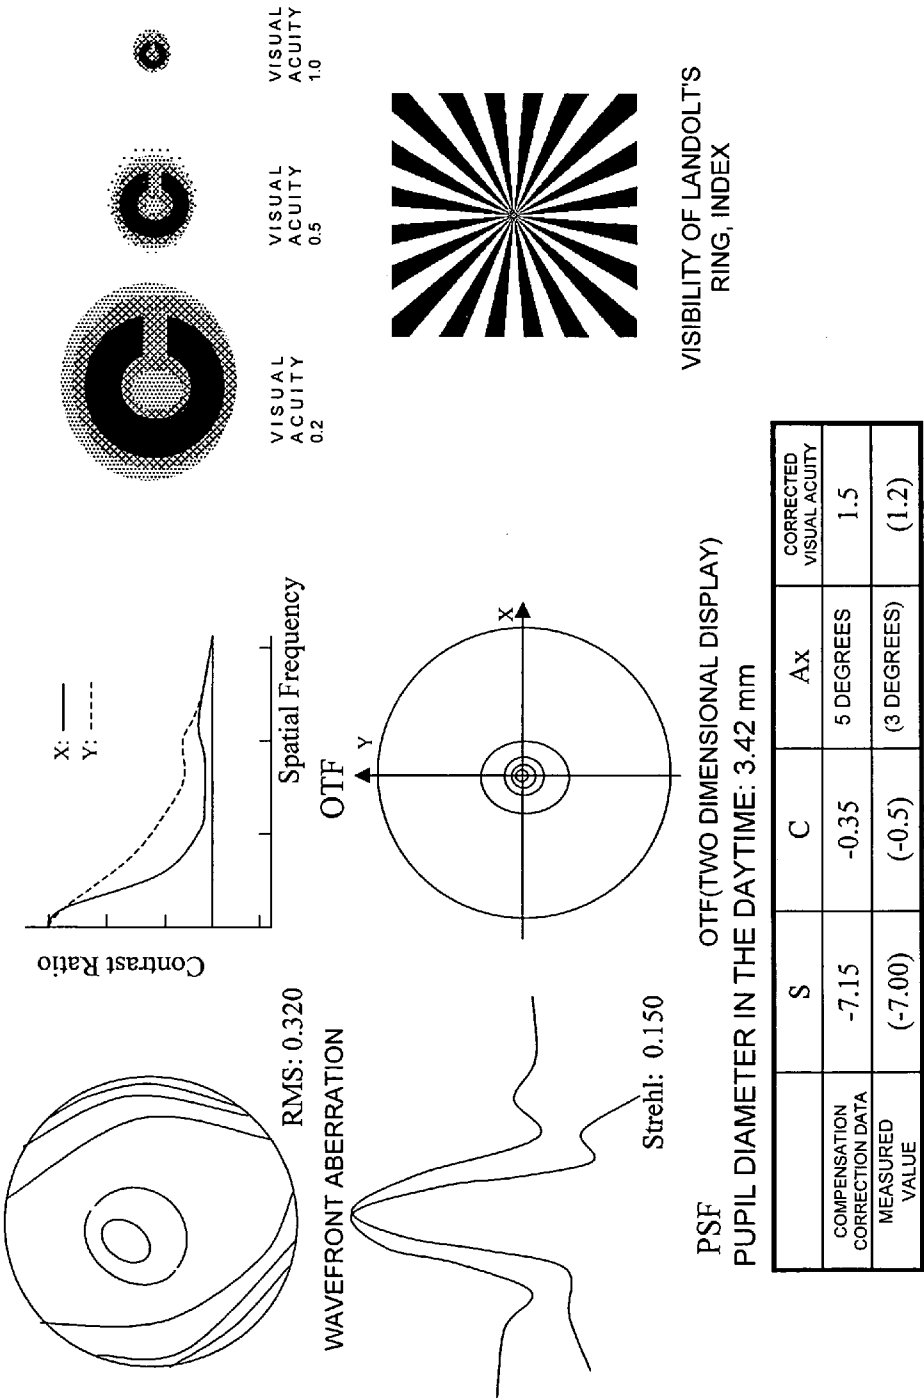 RMS: 0.320
WAVEFRONT ABERRATION
Contrast Ratio
X:
Y:
Spatial Frequency
OTF
VISUAL
ACUITY
0.2
VISUAL
ACUITY
0.5
VISUAL
ACUITY
1.0
Strehl: 0.150
PSF
Y
X
OTF(TWO DIMENSIONAL DISPLAY)
VISIBILITY OF LANDOLT'S
RING, INDEX
PUPIL DIAMETER IN THE DAYTIME: 3.42 mm
S C Ax CORRECTED
VISUAL ACUITY
COMPENSATION
CORRECTION DATA -7.15 -0.35 5 DEGREES 1.5
MEASURED
VALUE (-7.00) (-0.5) (3 DEGREES) (1.2)